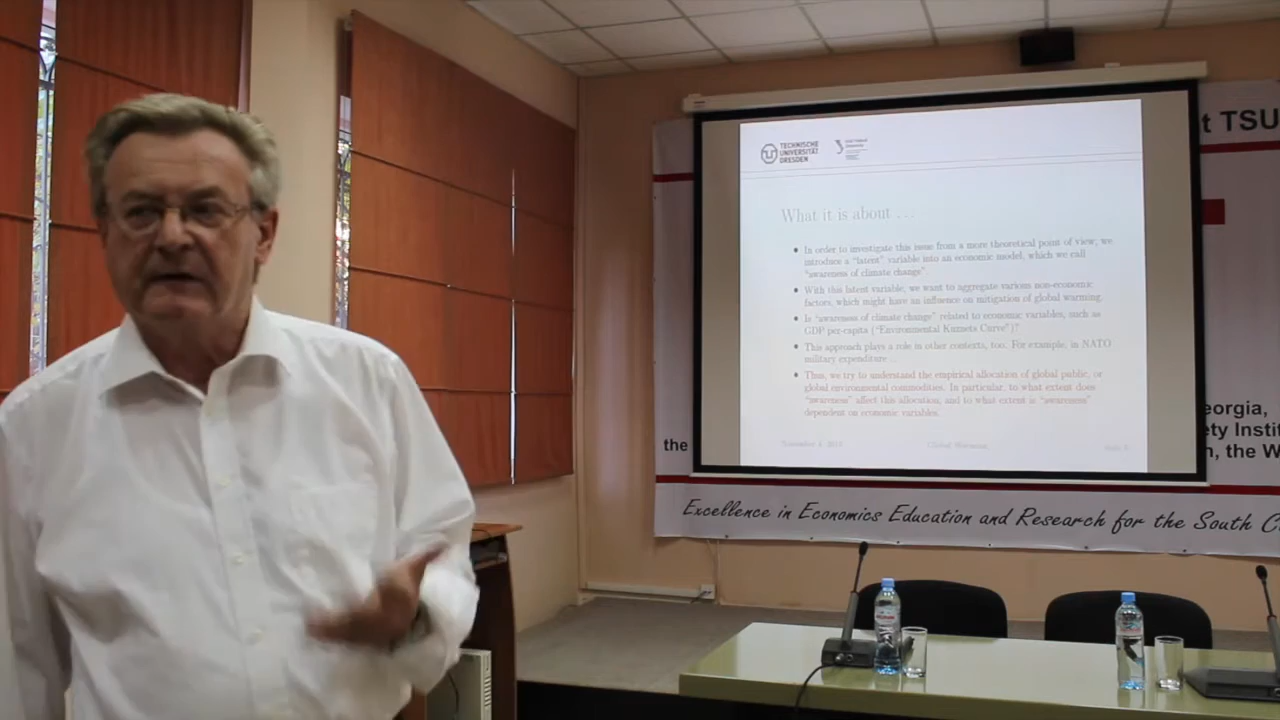 t TSU
TECHNISCHE
UNIVERSITÄT
DRESDEN
What it is about . . .
In order to investigate this issue from a more theoretical point of view, we
introduce a "latent" variable into an economic model, which we call
"awareness of climate change".
With this latent variable, we want to aggregate various non-economic
factors, which might have an influence on mitigation of global warming.
Is "awareness of climate change" related to economic variables, such as
GDP per-capita ("Environmental Kuznets Curve")?
This approach plays a role in other contexts, too. For example, in NATO
military expenditure ...
Thus, we try to understand the empirical allocation of global public, or
global environmental commodities. In particular, to what extent does
"awareness" affect this allocation, and to what extent is "awareness"
dependent on economic variables.
Global Warming
eorgia,
the
ety Instit
n, the W
Excellence in Economics Education and Research for the South C